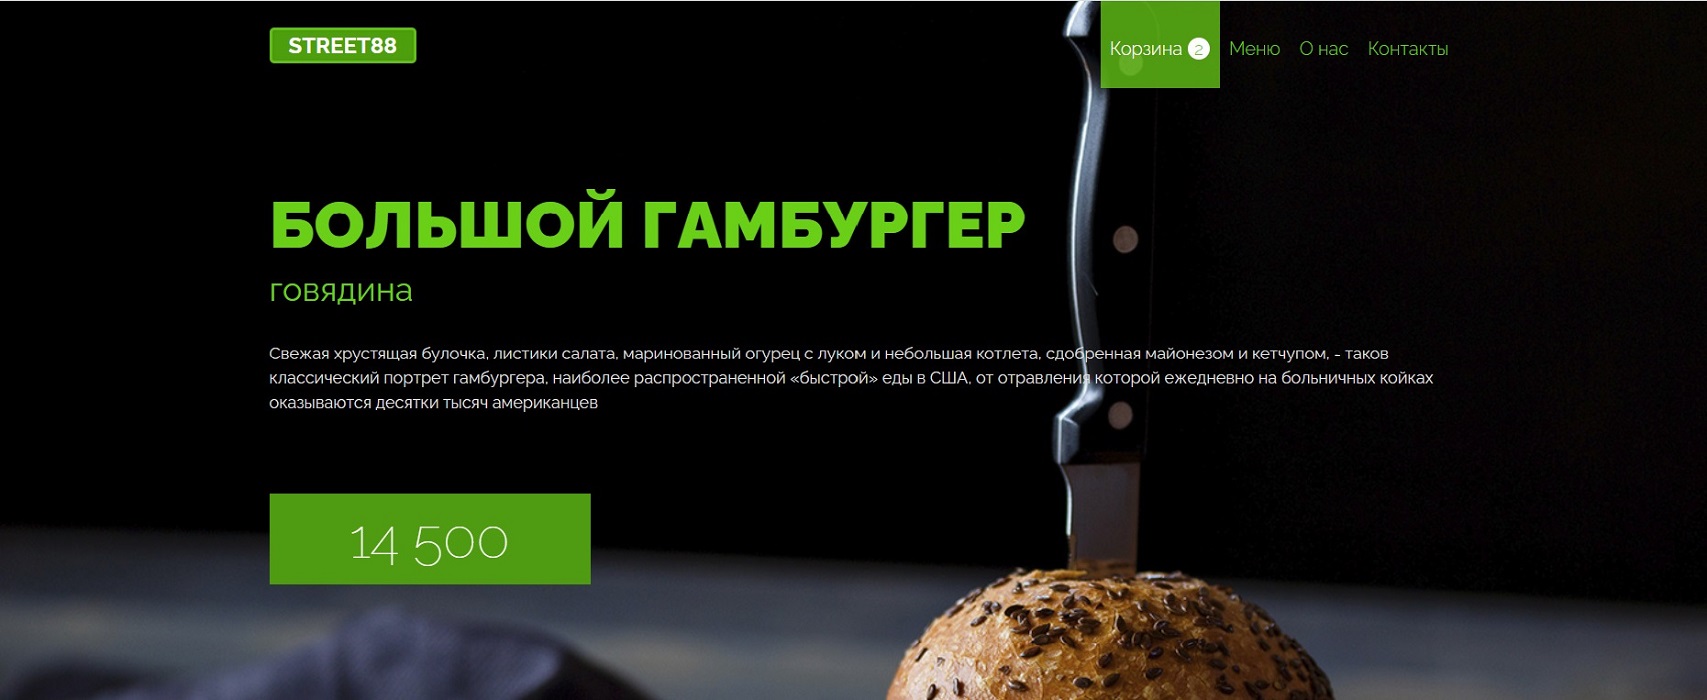 STREET88
Корзина 2 Меню О нас Контакты
БОЛЬШОЙ ГАМБУРГЕР
говядина
Свежая хрустящая булочка, листики салата, маринованный огурец с луком и небольшая котлета, сдобренная майонезом и кетчупом, - таков
классический портрет гамбургера, наиболее распространенной «быстрой» еды в США, от отравления которой ежедневно на больничных койках
оказываются десятки тысяч американцев
14 500